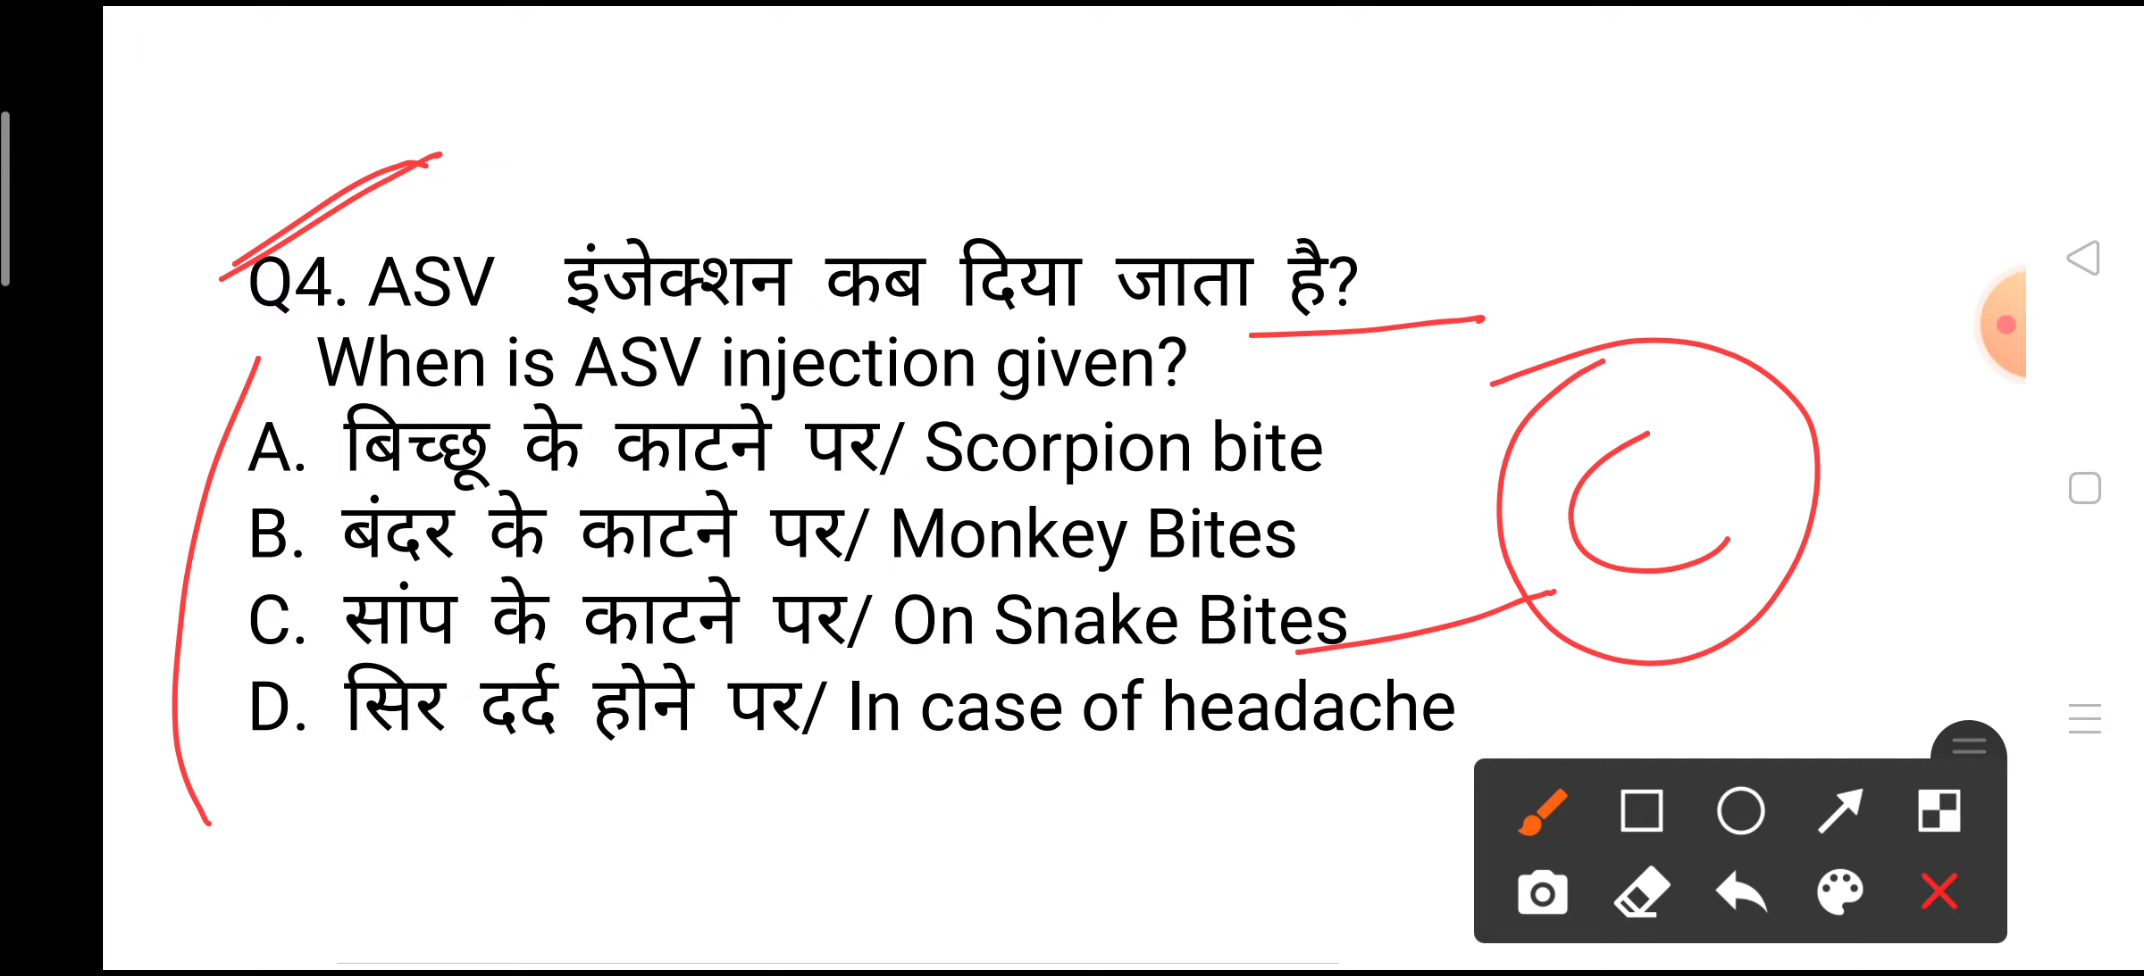 Q4. ASV इंजेक्शन कब दिया जाता है?
When is ASV injection given?
A. बिच्छू के काटने पर/ Scorpion bite
B. बंदर के काटने पर/ Monkey Bites
C. सांप के काटने पर/ On Snake Bites
D. सिर दर्द होने पर/ In case of headache
C